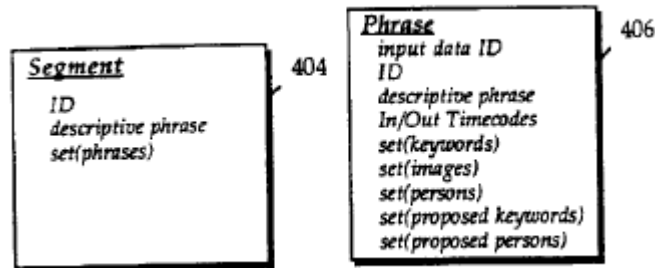 Segment
ID
descriptive phrase
set(phrases)
404
Phrase
input data ID
ID
descriptive phrase
In/Out Timecodes
set(keywords)
set(images)
set(persons)
set(proposed keywords)
set(proposed persons)
406